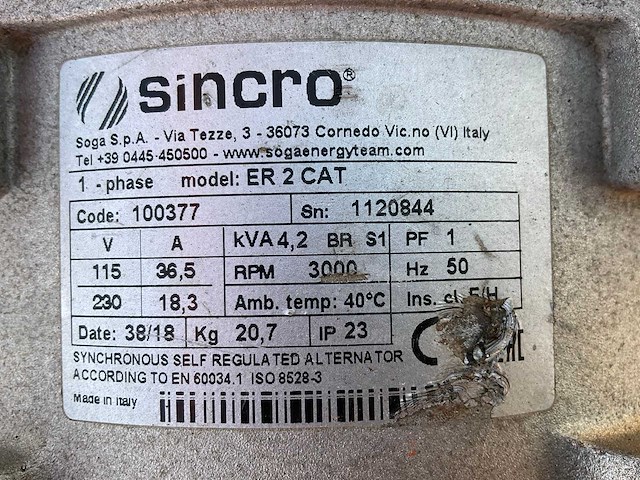 sincro®
Soga S.p.A. - Via Tezze, 3 - 36073 Cornedo Vic.no (VI) Italy
Tel +39 0445-450500 - www.sogaenergyteam.com
1 - phase model: ER 2 CAT
Code: 100377 Sn: 1120844
V A kVA 4,2 BR S1 PF 1
115 36,5 RPM 3000 Hz 50
230 18,3 Amb. temp: 40°C Ins. cl. F/H
Date: 38/18 Kg 20,7 IP 23
SYNCHRONOUS SELF REGULATED ALTERNATOR
ACCORDING TO EN 60034.1 ISO 8528-3
Made in Italy